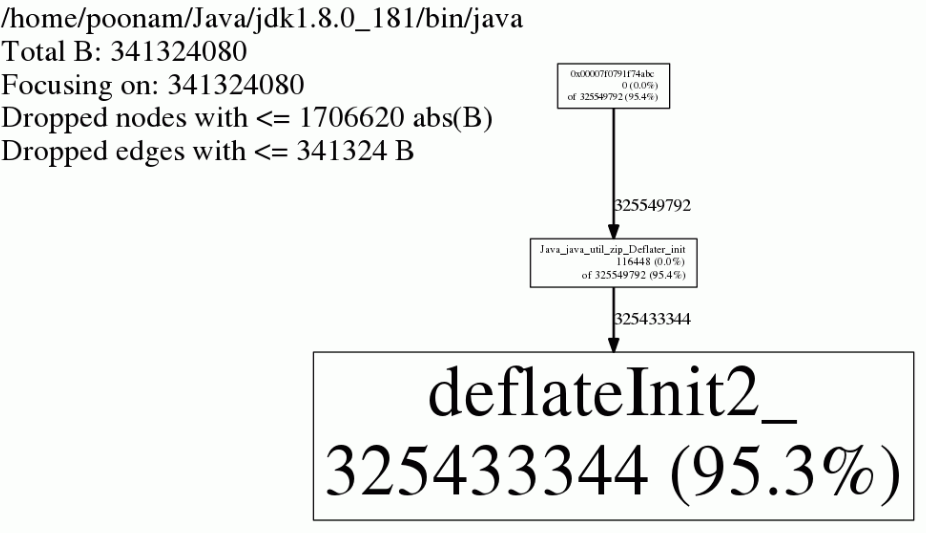 /home/poonam/Java/jdk1.8.0_181/bin/java
Total B: 341324080
Focusing on: 341324080
Dropped nodes with <= 1706620 abs(B)
Dropped edges with <= 341324 B
0x00007f0791f74abc
0 (0.0%)
of 325549792 (95.4%)
325549792
Java_java_util_zip_Deflater_init
116448 (0.0%)
of 325549792 (95.4%)
325433344
deflateInit2_
325433344 (95.3%)